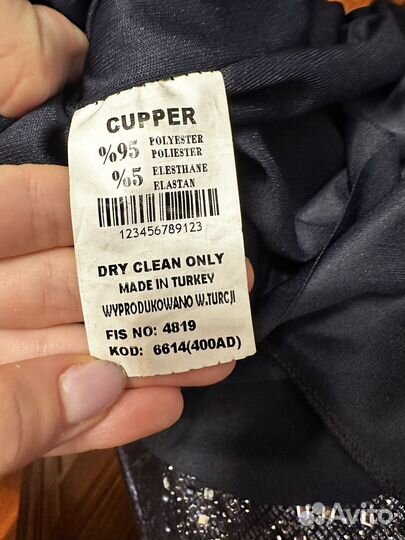 CUPPER
%95 POLYESTER
POLIESTER
%5 ELESTHANE
ELASTAN
123456789123
DRY CLEAN ONLY
MADE IN TURKEY
WYPRODUKOWANO W.TURCJI
FIS NO: 4819
KOD: 6614(400AD)
Avito